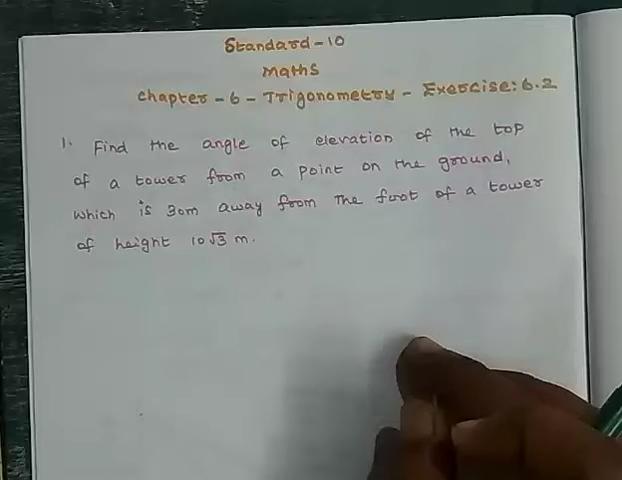 Standard - 10
Maths
Chapter - 6 - Trigonometry - Exercise: 6.2
1. Find the angle of elevation of the top
of a tower from a point on the ground,
which is 30m away from the foot of a tower
of height 10√3 m.